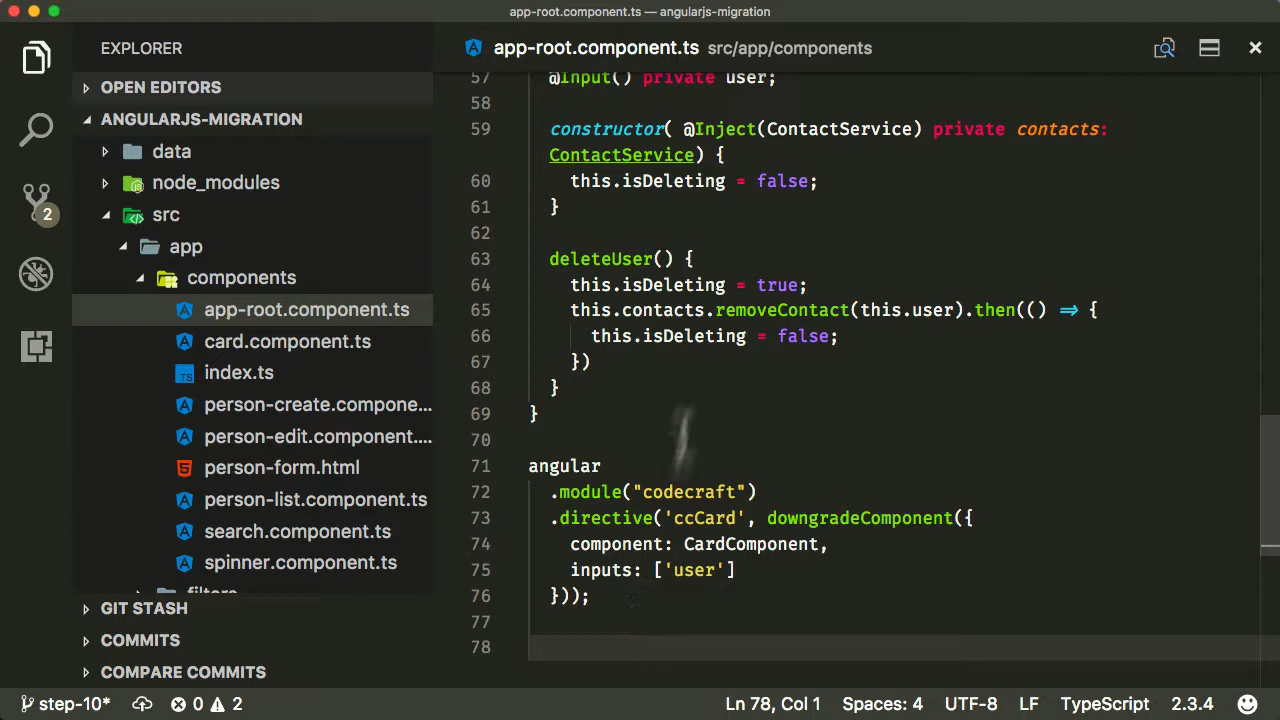 app-root.component.ts — angularjs-migration
EXPLORER
OPEN EDITORS
ANGULARJS-MIGRATION
data
node_modules
src
app
components
app-root.component.ts
card.component.ts
index.ts
person-create.compone...
person-edit.component....
person-form.html
person-list.component.ts
search.component.ts
spinner.component.ts
filters
GIT STASH
COMMITS
COMPARE COMMITS
2
TS
app-root.component.ts src/app/components
57 @Input() private user;
58
59 constructor( @Inject(ContactService) private contacts:
ContactService) {
60 this.isDeleting = false;
61 }
62
63 deleteUser() {
64 this.isDeleting = true;
65 this.contacts.removeContact(this.user).then(() => {
66 this.isDeleting = false;
67 })
68 }
69 }
70
71 angular
72 .module("codecraft")
73 .directive('ccCard', downgradeComponent({
74 component: CardComponent,
75 inputs: ['user']
76 }));
77
78
step-10* 0 2 Ln 78, Col 1 Spaces: 4 UTF-8 LF TypeScript 2.3.4